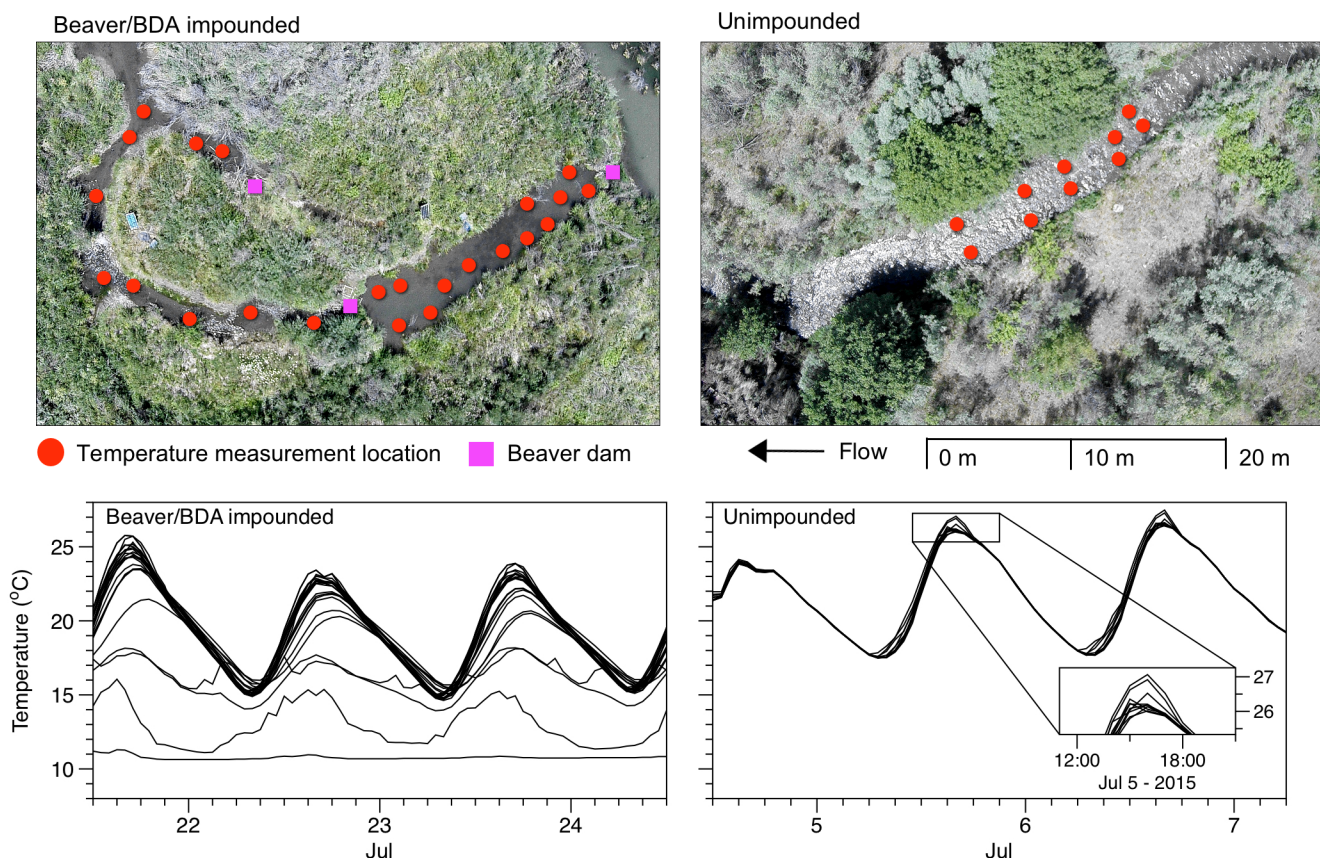 Beaver/BDA impounded
Unimpounded
Temperature measurement location
Beaver dam
Flow
0 m
10 m
20 m
Beaver/BDA impounded
Unimpounded
Temperature (°C)
25
20
15
10
22
23
24
Jul
27
26
12:00
18:00
Jul 5 - 2015
5
6
7
Jul